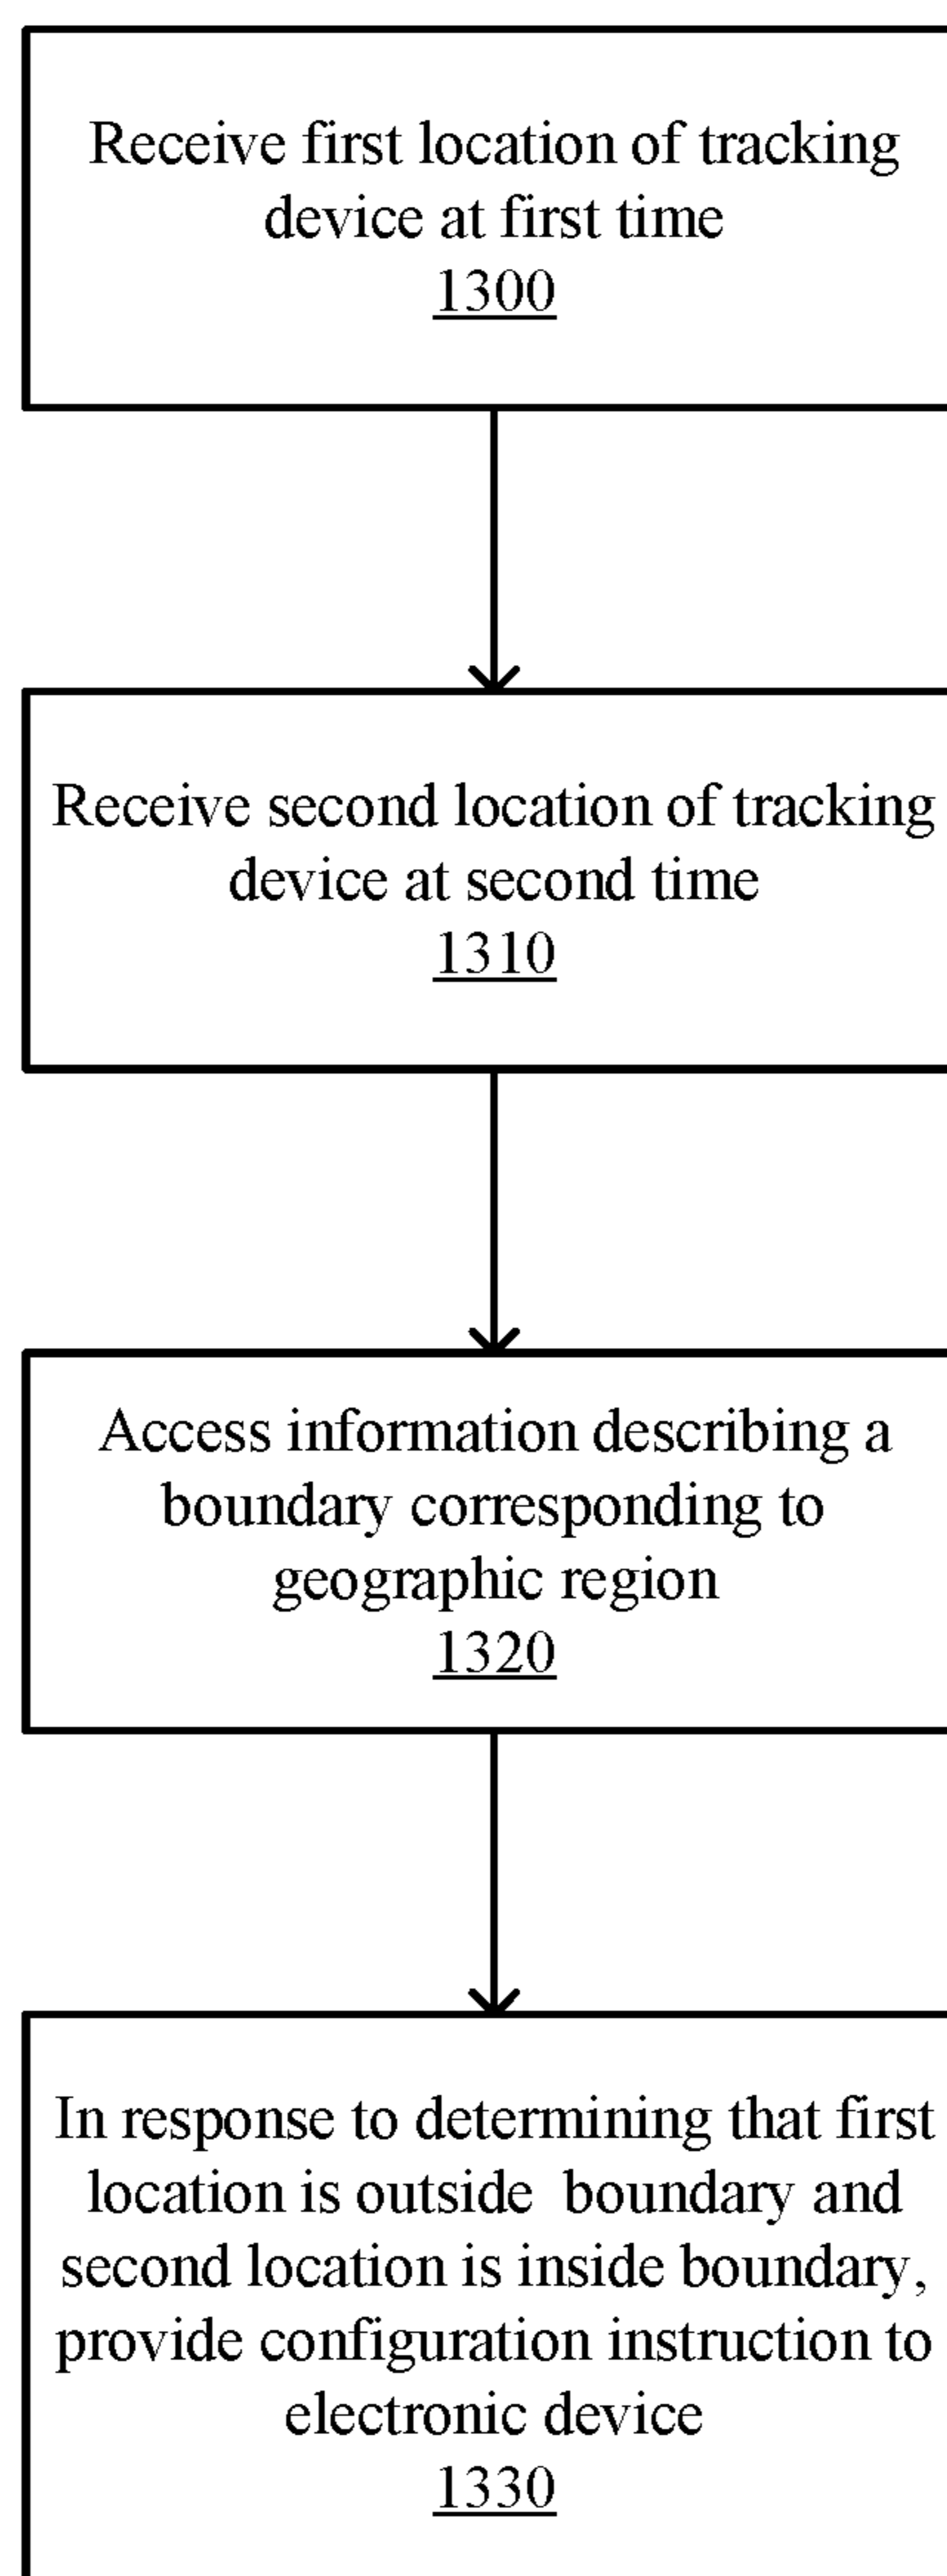 Receive first location of tracking
device at first time
1300
Receive second location of tracking
device at second time
1310
Access information describing a
boundary corresponding to
geographic region
1320
In response to determining that first
location is outside boundary and
second location is inside boundary,
provide configuration instruction to
electronic device
1330